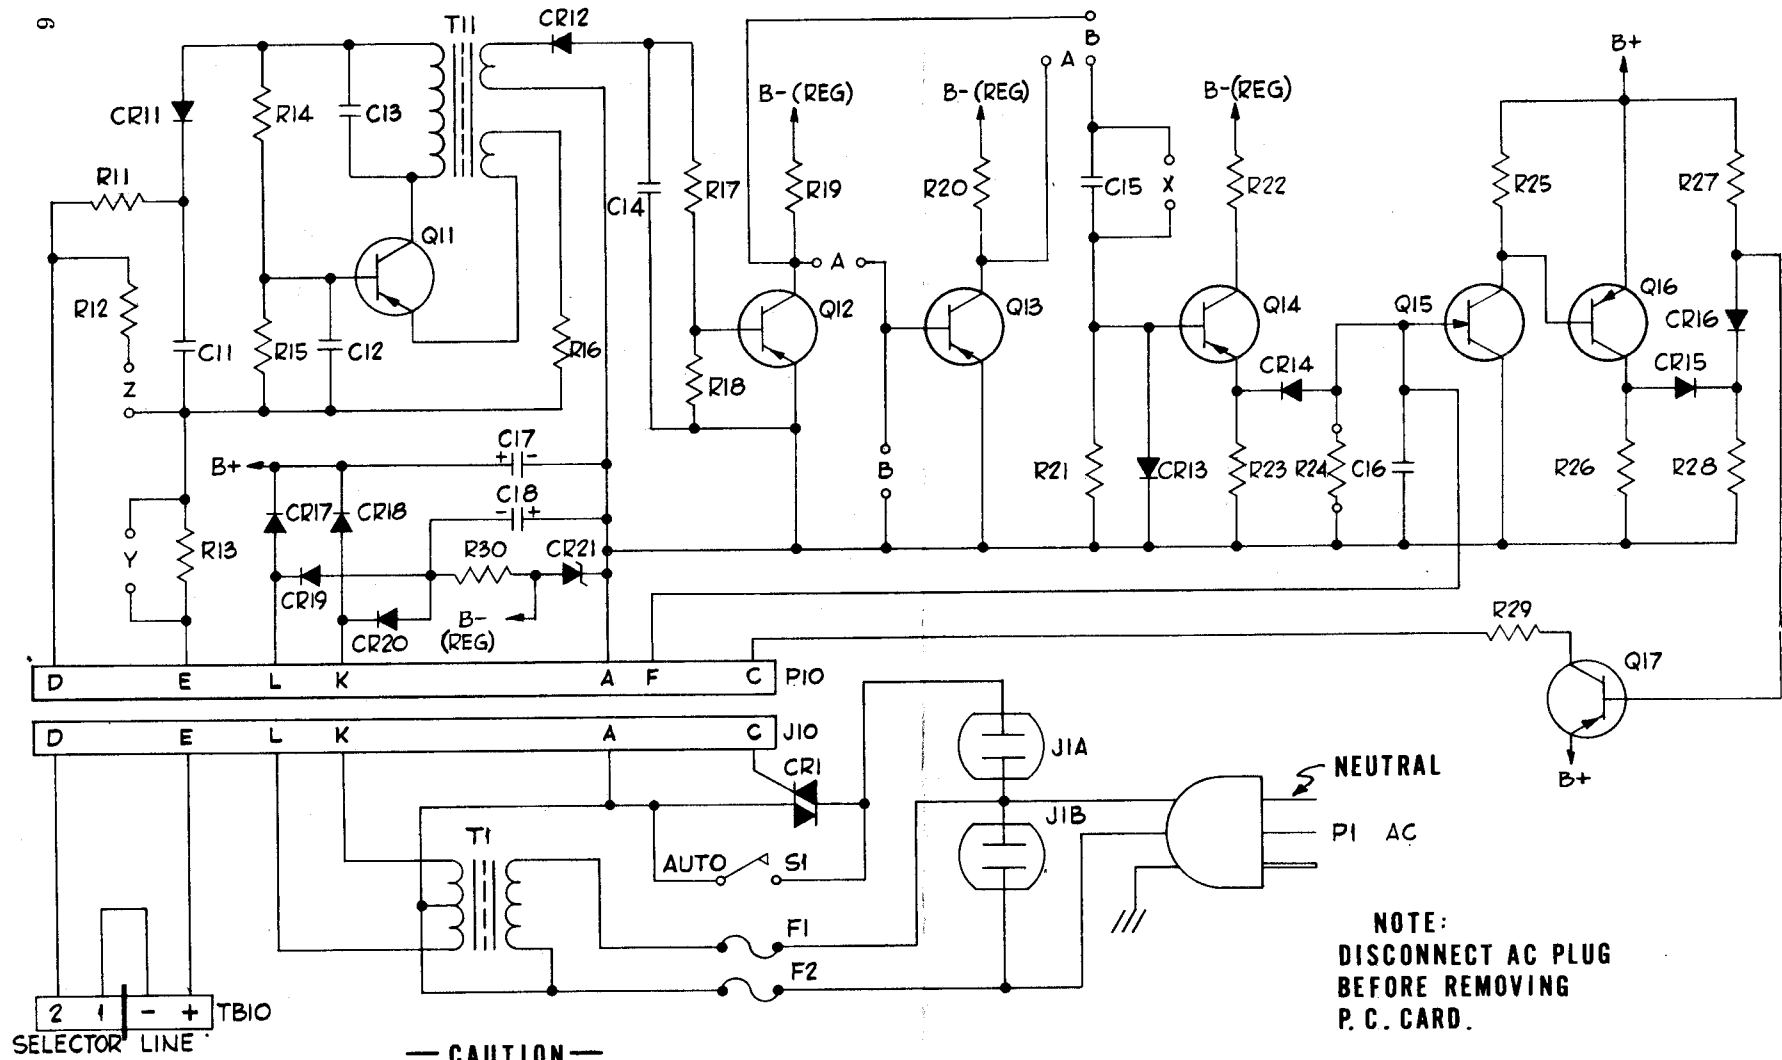 9
T11
CR12
B
A
B+
CR11
R14
C13
B-(REG)
B-(REG)
B-(REG)
R11
C14
R17
R19
R20
C15
X
R22
R25
R27
Q11
A
R12
Q12
Q13
Q14
Q15
Q16
CR16
Z
C11
R15
C12
R16
R18
CR14
CR15
B+
C17
+ -
C18
- +
B
R21
CR13
R23
R24
C16
R26
R28
CR17
CR18
Y
R13
R30
CR21
CR19
CR20
B-
(REG)
R29
Q17
D E L K A F C P10
D E L K A C J10
CR1
J1A
B+
NEUTRAL
J1B
P1 AC
T1
AUTO
S1
F1
F2
NOTE:
DISCONNECT AC PLUG
BEFORE REMOVING
P.C. CARD.
2 1 - + TB10
SELECTOR LINE
— CAUTION —